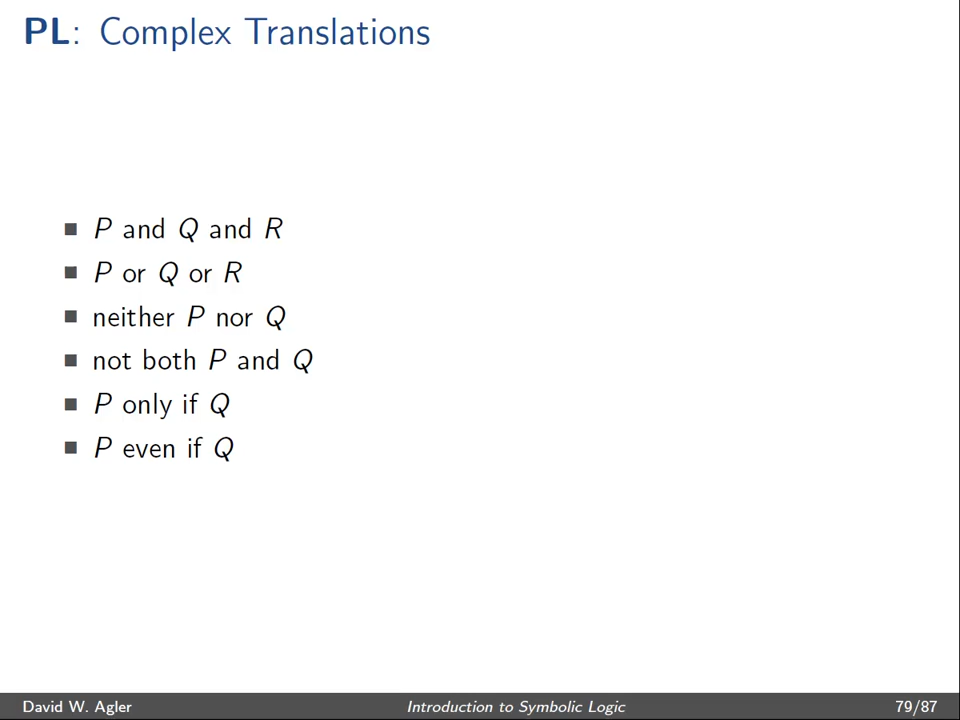 PL: Complex Translations
P and Q and R
P or Q or R
neither P nor Q
not both P and Q
P only if Q
P even if Q
David W. Agler
Introduction to Symbolic Logic
79/87